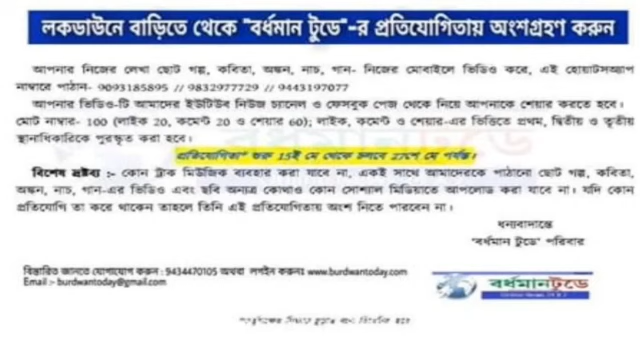 লকডাউনে বাড়িতে থেকে "বর্ধমান টুডে"-র প্রতিযোগিতায় অংশগ্রহণ করুন
আপনার নিজের লেখা ছোট গল্প, কবিতা, অঙ্কন, নাচ, গান- নিজের মোবাইলে ভিডিও করে, এই হোয়াটসঅ্যাপ
নাম্বারে পাঠান- 9093185895 //9832977729 //9443197077
আপনার ভিডিও-টি আমাদের ইউটিউব নিউজ চ্যানেল ও ফেসবুক পেজ থেকে নিয়ে আপনাকে শেয়ার করতে হবে।
মোট নাম্বার- 100 (লাইক 20, কমেন্ট 20 ও শেয়ার 60); লাইক, কমেন্ট ও শেয়ার-এর ভিত্তিতে প্রথম, দ্বিতীয় ও তৃতীয়
স্থানাধিকারিকে পুরস্কৃত করা হবে।
প্রতিযোগিতা শুরু 15ই মে থেকে চলবে 27শে মে পর্যন্ত।
বিশেষ দ্রষ্টব্য :- কোন ট্রাক মিউজিক ব্যবহার করা যাবে না, একই সাথে আমাদেরকে পাঠানো ছোট গল্প, কবিতা,
অঙ্কন, নাচ, গান-এর ভিডিও এবং ছবি অন্যত্র কোথাও কোন সোশ্যাল মিডিয়াতে আপলোড করা যাবে না। যদি কোন
প্রতিযোগি তা করে থাকেন তাহলে তিনি এই প্রতিযোগিতায় অংশ নিতে পারবেন না।
ধন্যবাদান্তে
"বর্ধমান টুডে" পরিবার
বিস্তারিত জানতে যোগাযোগ করুন : 9434470105 অথবা লগইন করুনঃ www.burdwantoday.com
Email :- burdwantoday@gmail.com
বর্ধমানটুডে